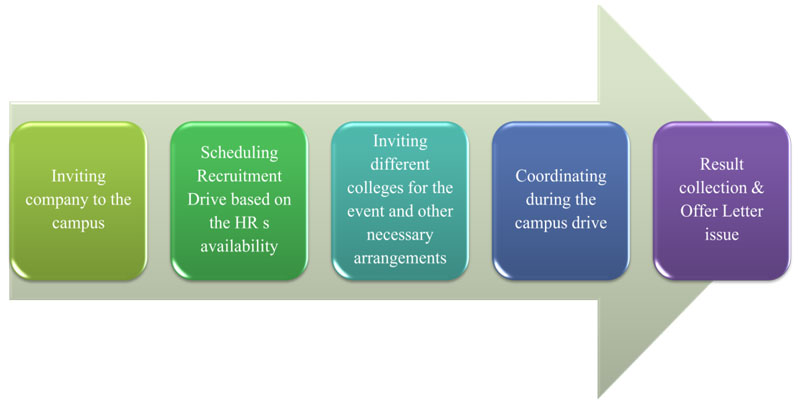 Inviting
company to the
campus
Scheduling
Recruitment
Drive based on
the HR s
availability
Inviting
different
colleges for the
event and other
necessary
arrangements
Coordinating
during the
campus drive
Result
collection &
Offer Letter
issue